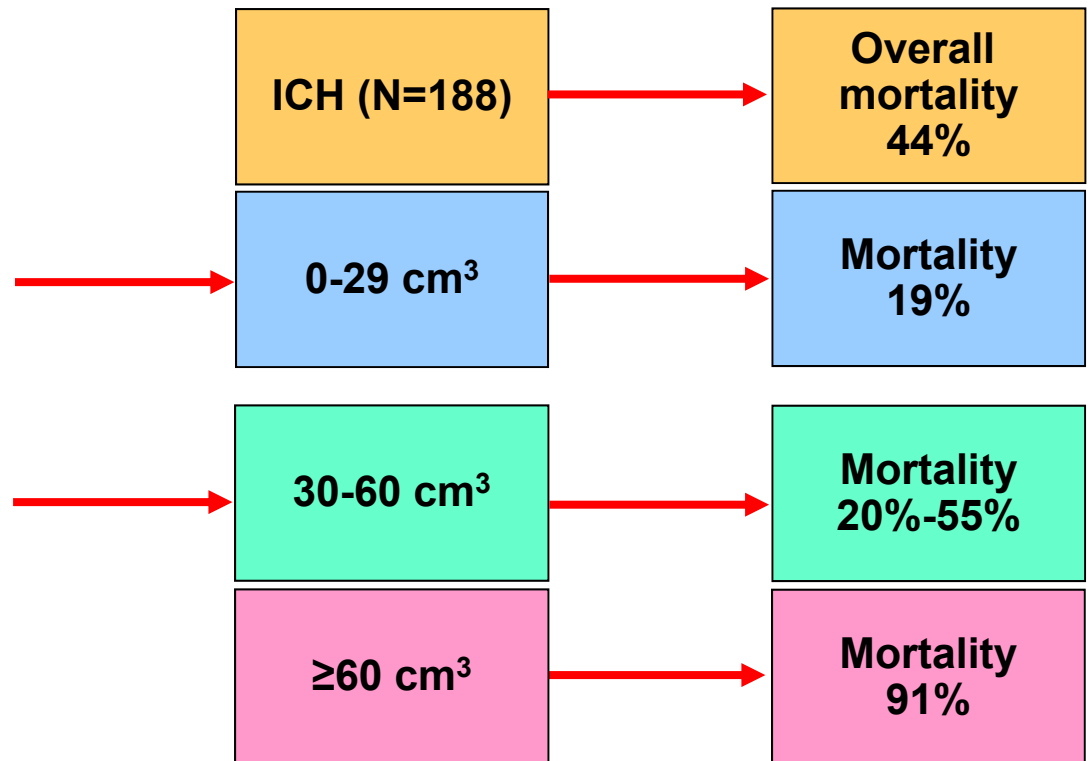 ICH (N=188)
Overall
mortality
44%
0-29 cm³
Mortality
19%
30-60 cm³
Mortality
20%-55%
≥60 cm³
Mortality
91%